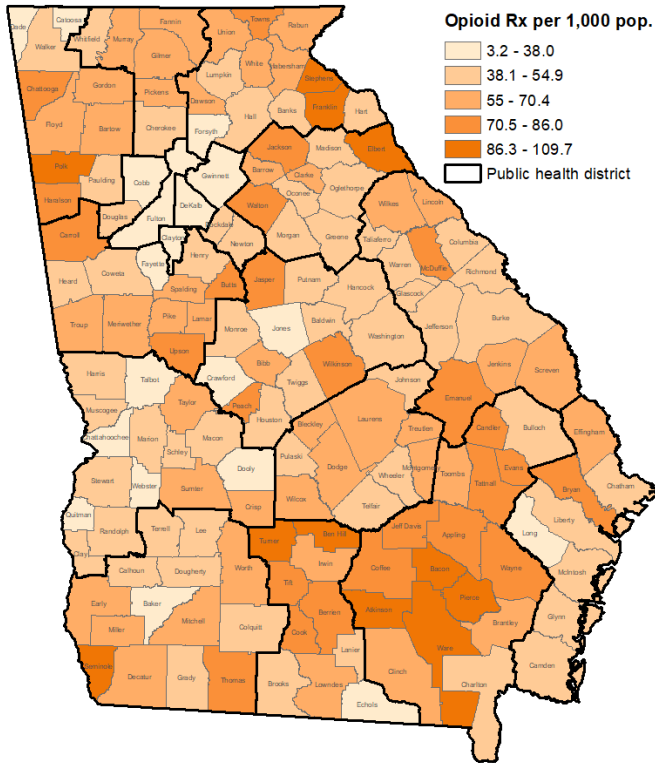 Opioid Rx per 1,000 pop.
3.2 - 38.0
38.1 - 54.9
55 - 70.4
70.5 - 86.0
86.3 - 109.7
Public health district
Dade
Catoosa
Walker
Whitfield
Murray
Fannin
Gilmer
Union
Towns
Rabun
White
Habersham
Lumpkin
Stephens
Chattooga
Gordon
Pickens
Dawson
Franklin
Hart
Banks
Hall
Floyd
Bartow
Cherokee
Forsyth
Jackson
Madison
Elbert
Polk
Paulding
Cobb
Gwinnett
Barrow
Clarke
Oconee
Oglethorpe
Wilkes
Lincoln
Haralson
Douglas
Fulton
DeKalb
Walton
Morgan
Greene
Taliaferro
Columbia
McDuffie
Carroll
Clayton
Rockdale
Newton
Fayette
Henry
Warren
Richmond
Heard
Coweta
Spalding
Butts
Jasper
Putnam
Hancock
Glascock
Troup
Meriwether
Pike
Lamar
Monroe
Jones
Baldwin
Washington
Jefferson
Burke
Upson
Harris
Talbot
Crawford
Bibb
Wilkinson
Twiggs
Johnson
Jenkins
Screven
Muscogee
Taylor
Peach
Houston
Emanuel
Chattahoochee
Marion
Macon
Bleckley
Laurens
Treutlen
Candler
Bulloch
Effingham
Schley
Stewart
Webster
Sumter
Dooly
Pulaski
Dodge
Wheeler
Montgomery
Toombs
Tattnall
Evans
Bryan
Chatham
Quitman
Randolph
Crisp
Wilcox
Telfair
Liberty
Long
Clay
Terrell
Lee
Turner
Ben Hill
Jeff Davis
Appling
Calhoun
Dougherty
Worth
Irwin
Tift
Coffee
Bacon
Wayne
McIntosh
Early
Baker
Mitchell
Berrien
Atkinson
Pierce
Miller
Colquitt
Cook
Ware
Brantley
Glynn
Lanier
Seminole
Decatur
Grady
Thomas
Brooks
Lowndes
Clinch
Charlton
Camden
Echols